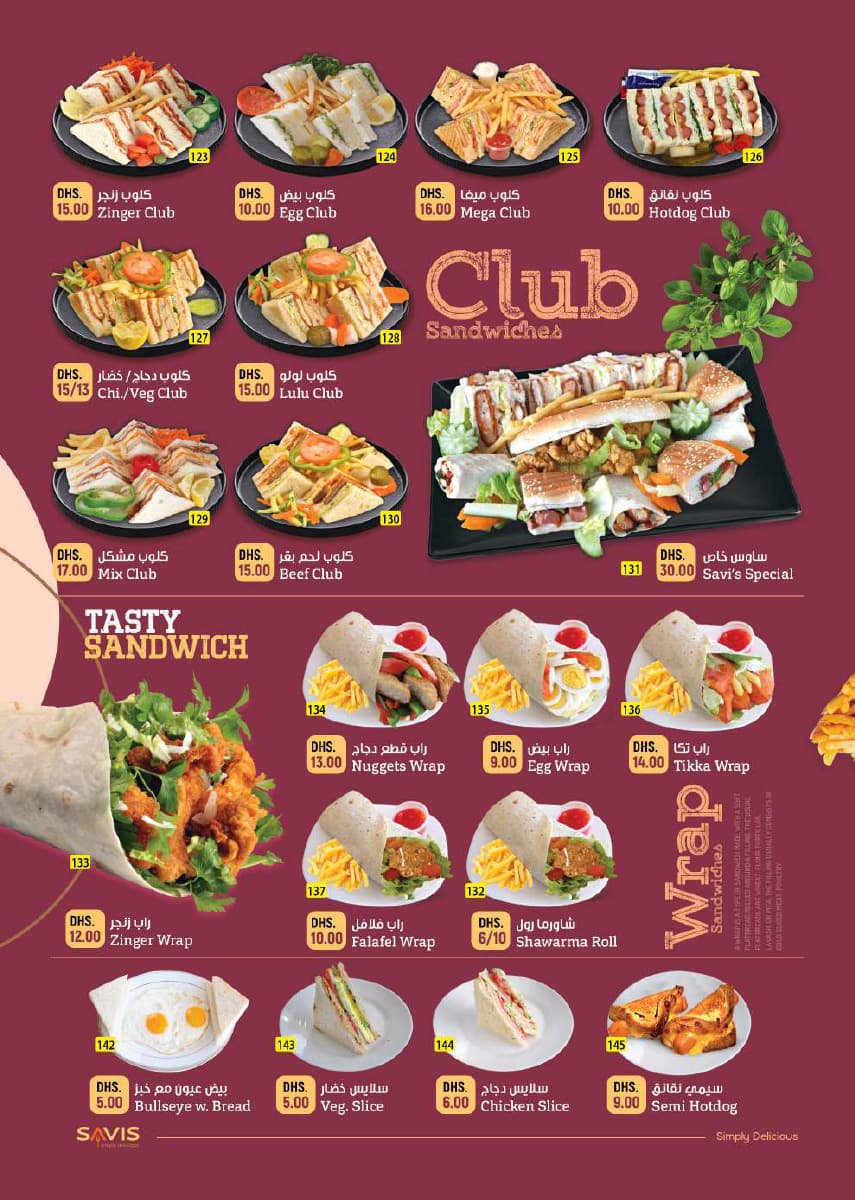 123
124
125
126
DHS.
15.00
كلوب زنجر
Zinger Club
DHS.
10.00
كلوب بيض
Egg Club
DHS.
16.00
كلوب ميغا
Mega Club
DHS.
10.00
كلوب نقانق
Hotdog Club
127
128
Club
Sandwiches
DHS.
15/13
كلوب دجاج/ خضار
Chi./Veg Club
DHS.
15.00
كلوب لولو
Lulu Club
129
130
DHS.
17.00
كلوب مشكل
Mix Club
DHS.
15.00
كلوب لحم بقر
Beef Club
131
DHS.
30.00
ساوس خاص
Savi's Special
TASTY
SANDWICH
133
DHS.
12.00
راب زنجر
Zinger Wrap
134
135
136
DHS.
13.00
راب قطع دجاج
Nuggets Wrap
DHS.
9.00
راب بيض
Egg Wrap
DHS.
14.00
راب تكا
Tikka Wrap
137
132
DHS.
10.00
راب فلافل
Falafel Wrap
DHS.
6/10
شاورما رول
Shawarma Roll
Wrap
Sandwiches
142
143
144
145
DHS.
5.00
بيض عيون مع خبز
Bullseye w. Bread
DHS.
5.00
سلايس خضار
Veg. Slice
DHS.
6.00
سلايس دجاج
Chicken Slice
DHS.
9.00
سيمي نقانق
Semi Hotdog
SAVIS
Simply Delicious